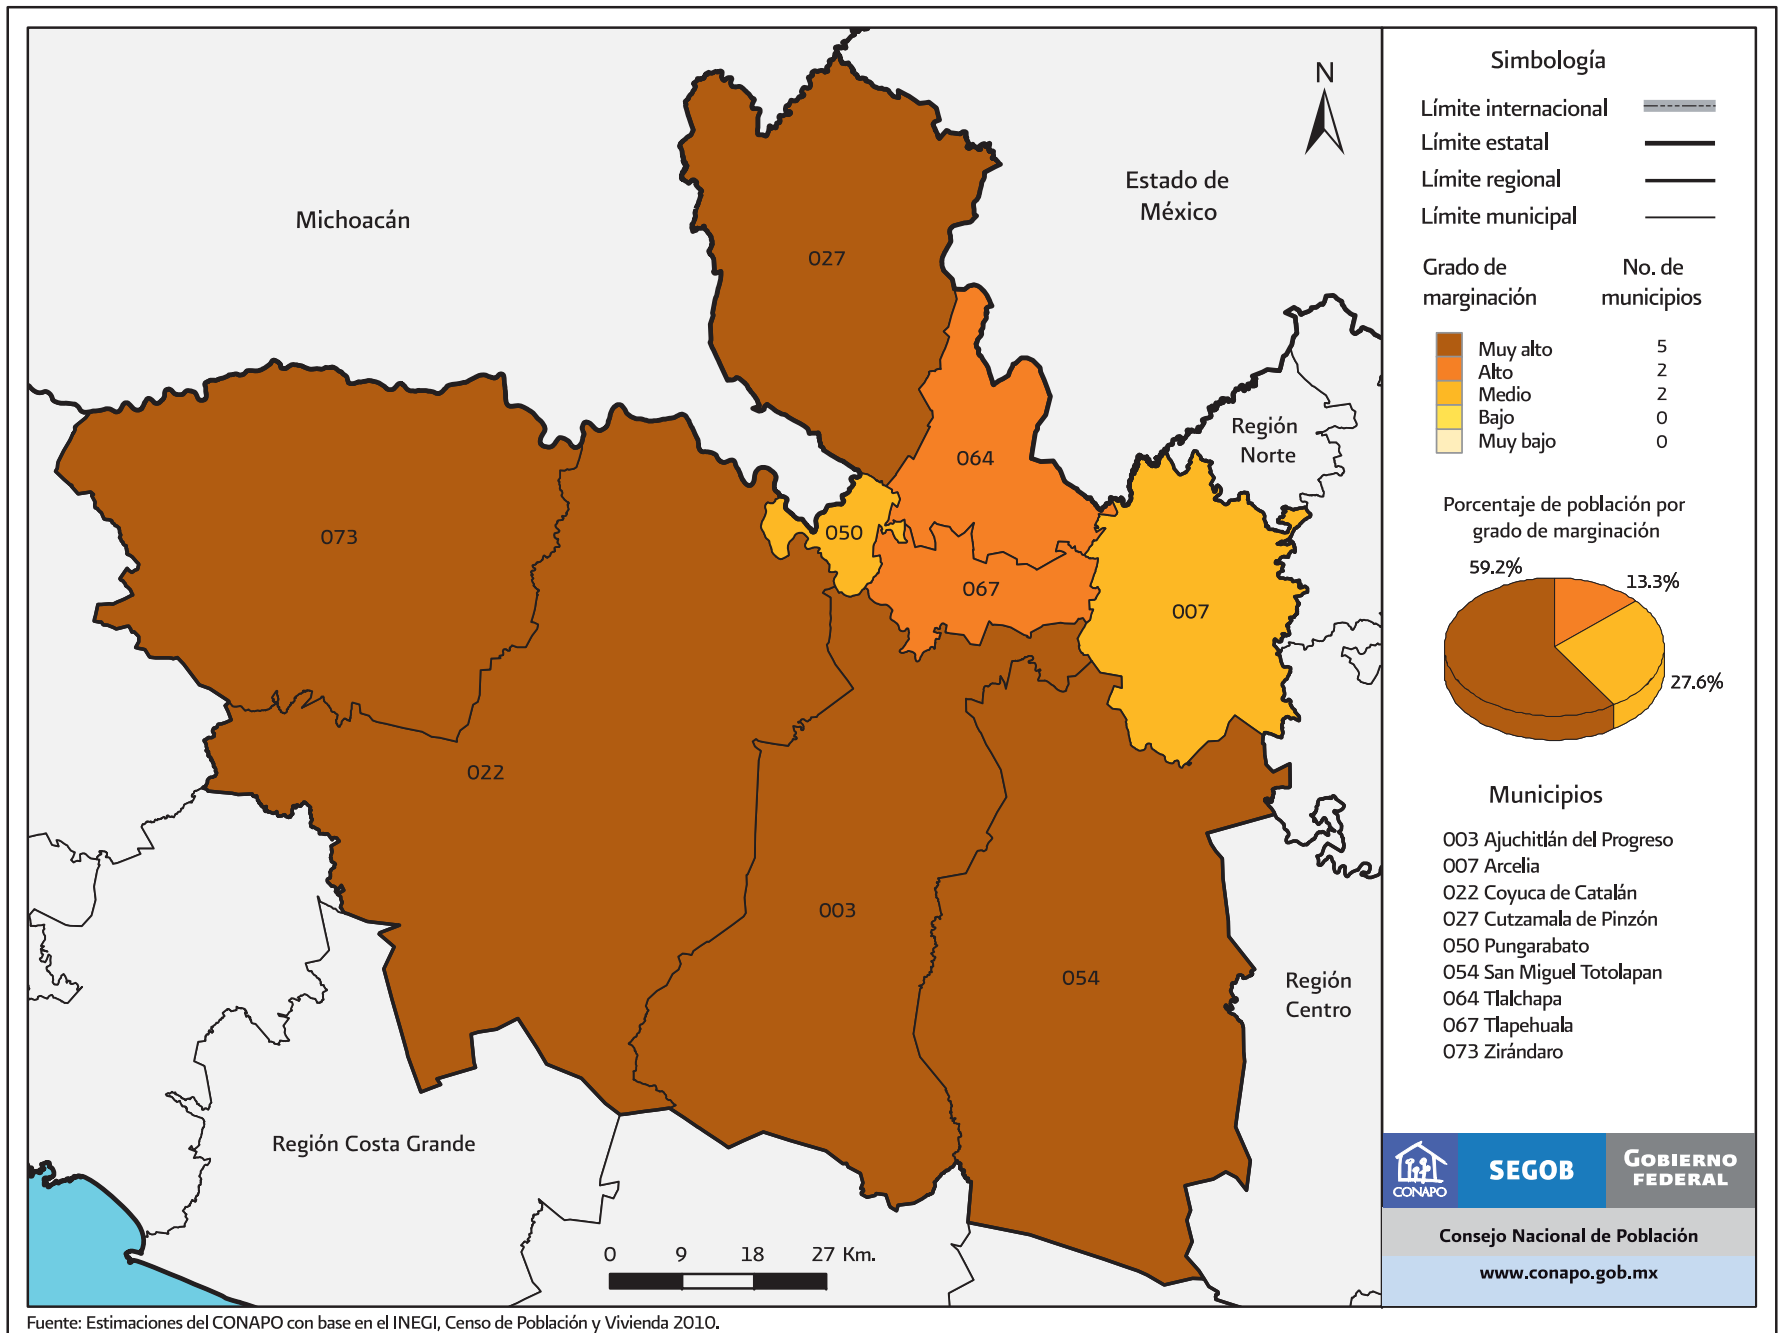 Michoacán
Estado de
México
N
027
064
073
050
067
007
022
003
054
Región
Norte
Región
Centro
Región Costa Grande
0 9 18 27 Km.
Simbología
Límite internacional
Límite estatal
Límite regional
Límite municipal
Grado de
marginación
No. de
municipios
Muy alto 5
Alto 2
Medio 2
Bajo 0
Muy bajo 0
Porcentaje de población por
grado de marginación
59.2%
13.3%
27.6%
Municipios
003 Ajuchitlán del Progreso
007 Arcelia
022 Coyuca de Catalán
027 Cutzamala de Pinzón
050 Pungarabato
054 San Miguel Totolapan
064 Tlalchapa
067 Tlapehuala
073 Zirándaro
CONAPO
SEGOB
GOBIERNO
FEDERAL
Consejo Nacional de Población
www.conapo.gob.mx
Fuente: Estimaciones del CONAPO con base en el INEGI, Censo de Población y Vivienda 2010.